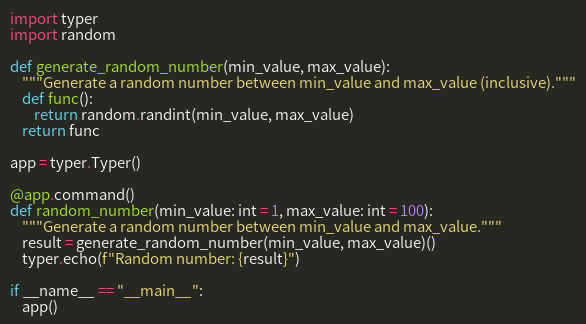 import typer
import random

def generate_random_number(min_value, max_value):
    """Generate a random number between min_value and max_value (inclusive)."""
    def func():
        return random.randint(min_value, max_value)
    return func

app = typer.Typer()

@app.command()
def random_number(min_value: int = 1, max_value: int = 100):
    """Generate a random number between min_value and max_value."""
    result = generate_random_number(min_value, max_value)()
    typer.echo(f"Random number: {result}")

if __name__ == "__main__":
    app()